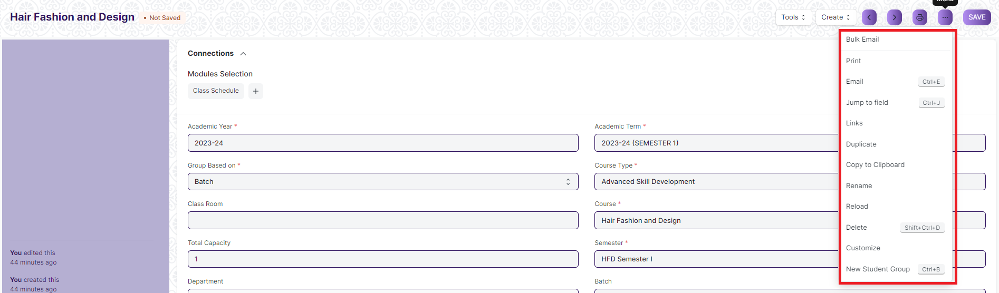 Menu
Hair Fashion and Design • Not Saved
Tools Create ... SAVE
Bulk Email
Print
Email Ctrl+E
Jump to field Ctrl+J
Links
Duplicate
Copy to Clipboard
Rename
Reload
Delete Shift+Ctrl+D
Customize
New Student Group Ctrl+B
Connections
Modules Selection
Class Schedule +
Academic Year *
2023-24
Academic Term *
2023-24 (SEMESTER 1)
Group Based on *
Batch
Course Type *
Advanced Skill Development
Class Room
Course *
Hair Fashion and Design
Total Capacity
1
Semester *
HFD Semester I
Department
Batch
You edited this
44 minutes ago
You created this
44 minutes ago